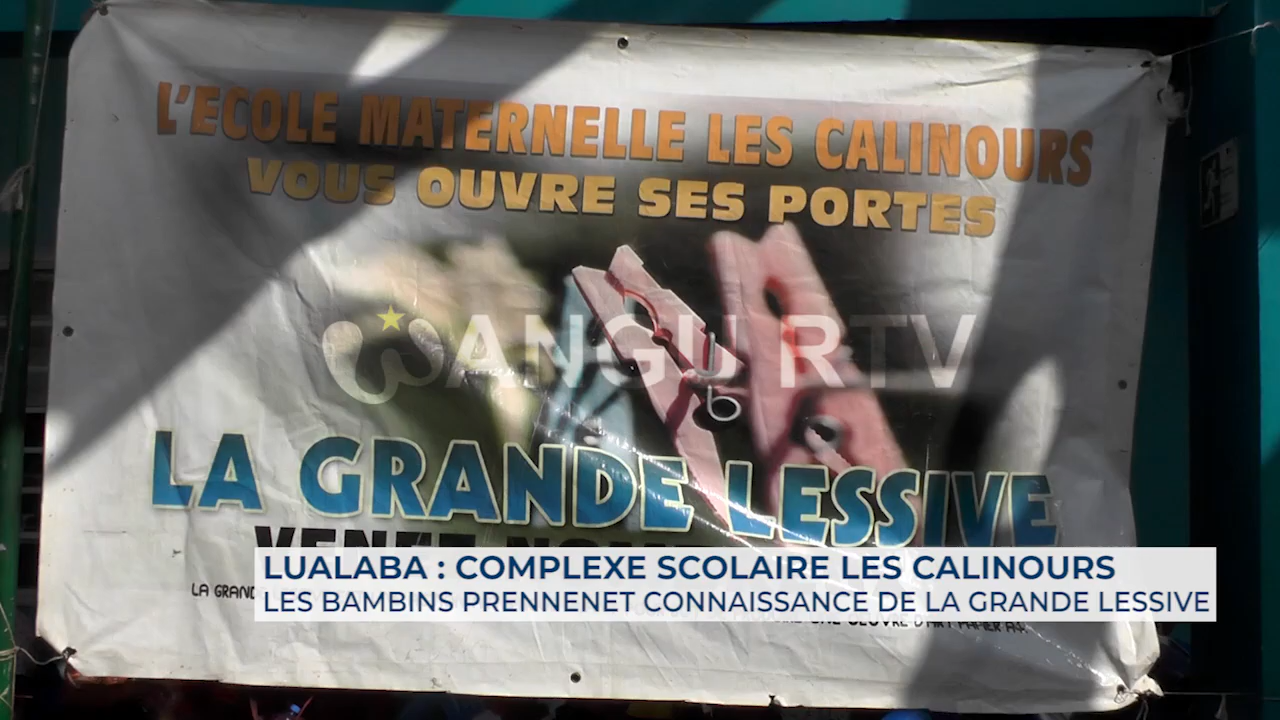 L'ECOLE MATERNELLE LES CALINOURS
VOUS OUVRE SES PORTES
WANGU RTV
LA GRANDE LESSIVE
LUALABA : COMPLEXE SCOLAIRE LES CALINOURS
LES BAMBINS PRENNENET CONNAISSANCE DE LA GRANDE LESSIVE